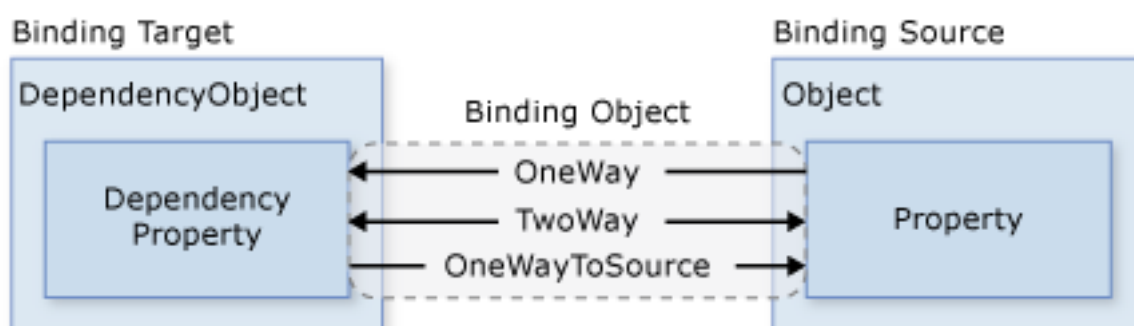 Binding Target
Binding Source
DependencyObject
Object
Binding Object
OneWay
Dependency
Property
TwoWay
Property
OneWayToSource